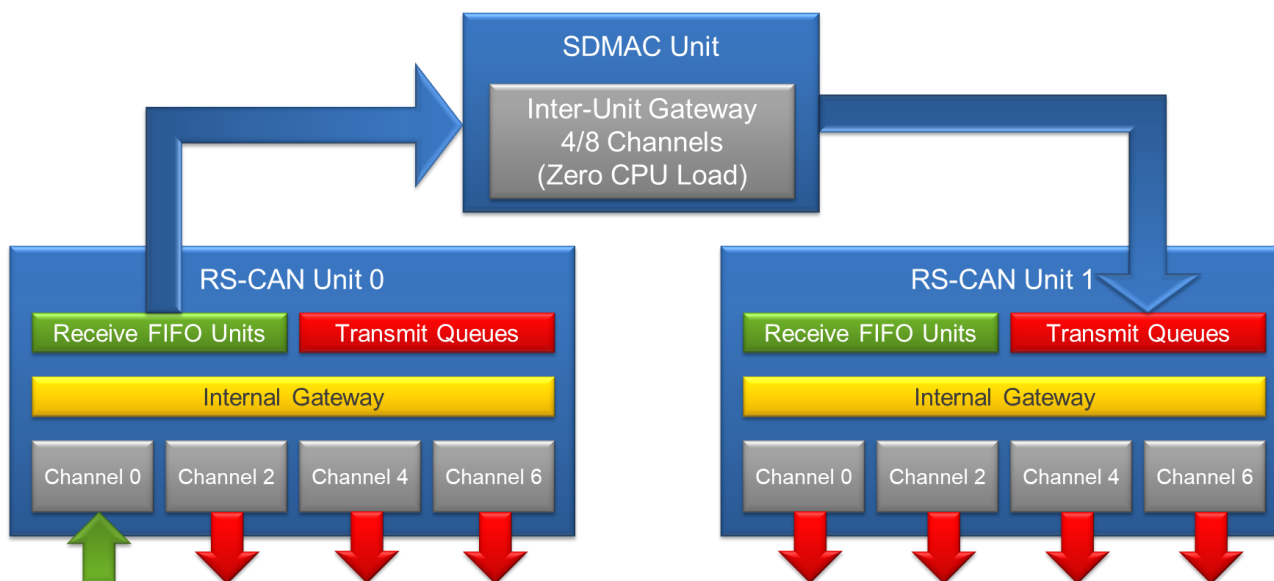 SDMAC Unit
Inter-Unit Gateway
4/8 Channels
(Zero CPU Load)
RS-CAN Unit 0
Receive FIFO Units
Transmit Queues
Internal Gateway
Channel 0
Channel 2
Channel 4
Channel 6
RS-CAN Unit 1
Receive FIFO Units
Transmit Queues
Internal Gateway
Channel 0
Channel 2
Channel 4
Channel 6